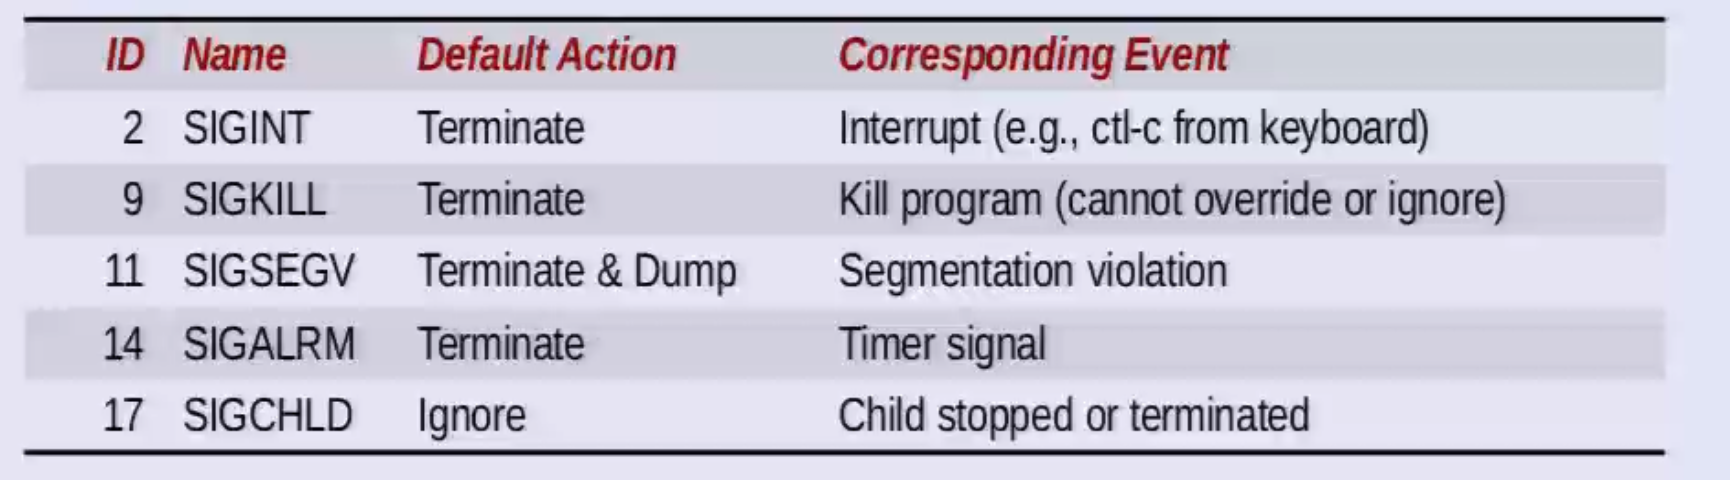 ID Name Default Action Corresponding Event
2 SIGINT Terminate Interrupt (e.g., ctl-c from keyboard)
9 SIGKILL Terminate Kill program (cannot override or ignore)
11 SIGSEGV Terminate & Dump Segmentation violation
14 SIGALRM Terminate Timer signal
17 SIGCHLD Ignore Child stopped or terminated